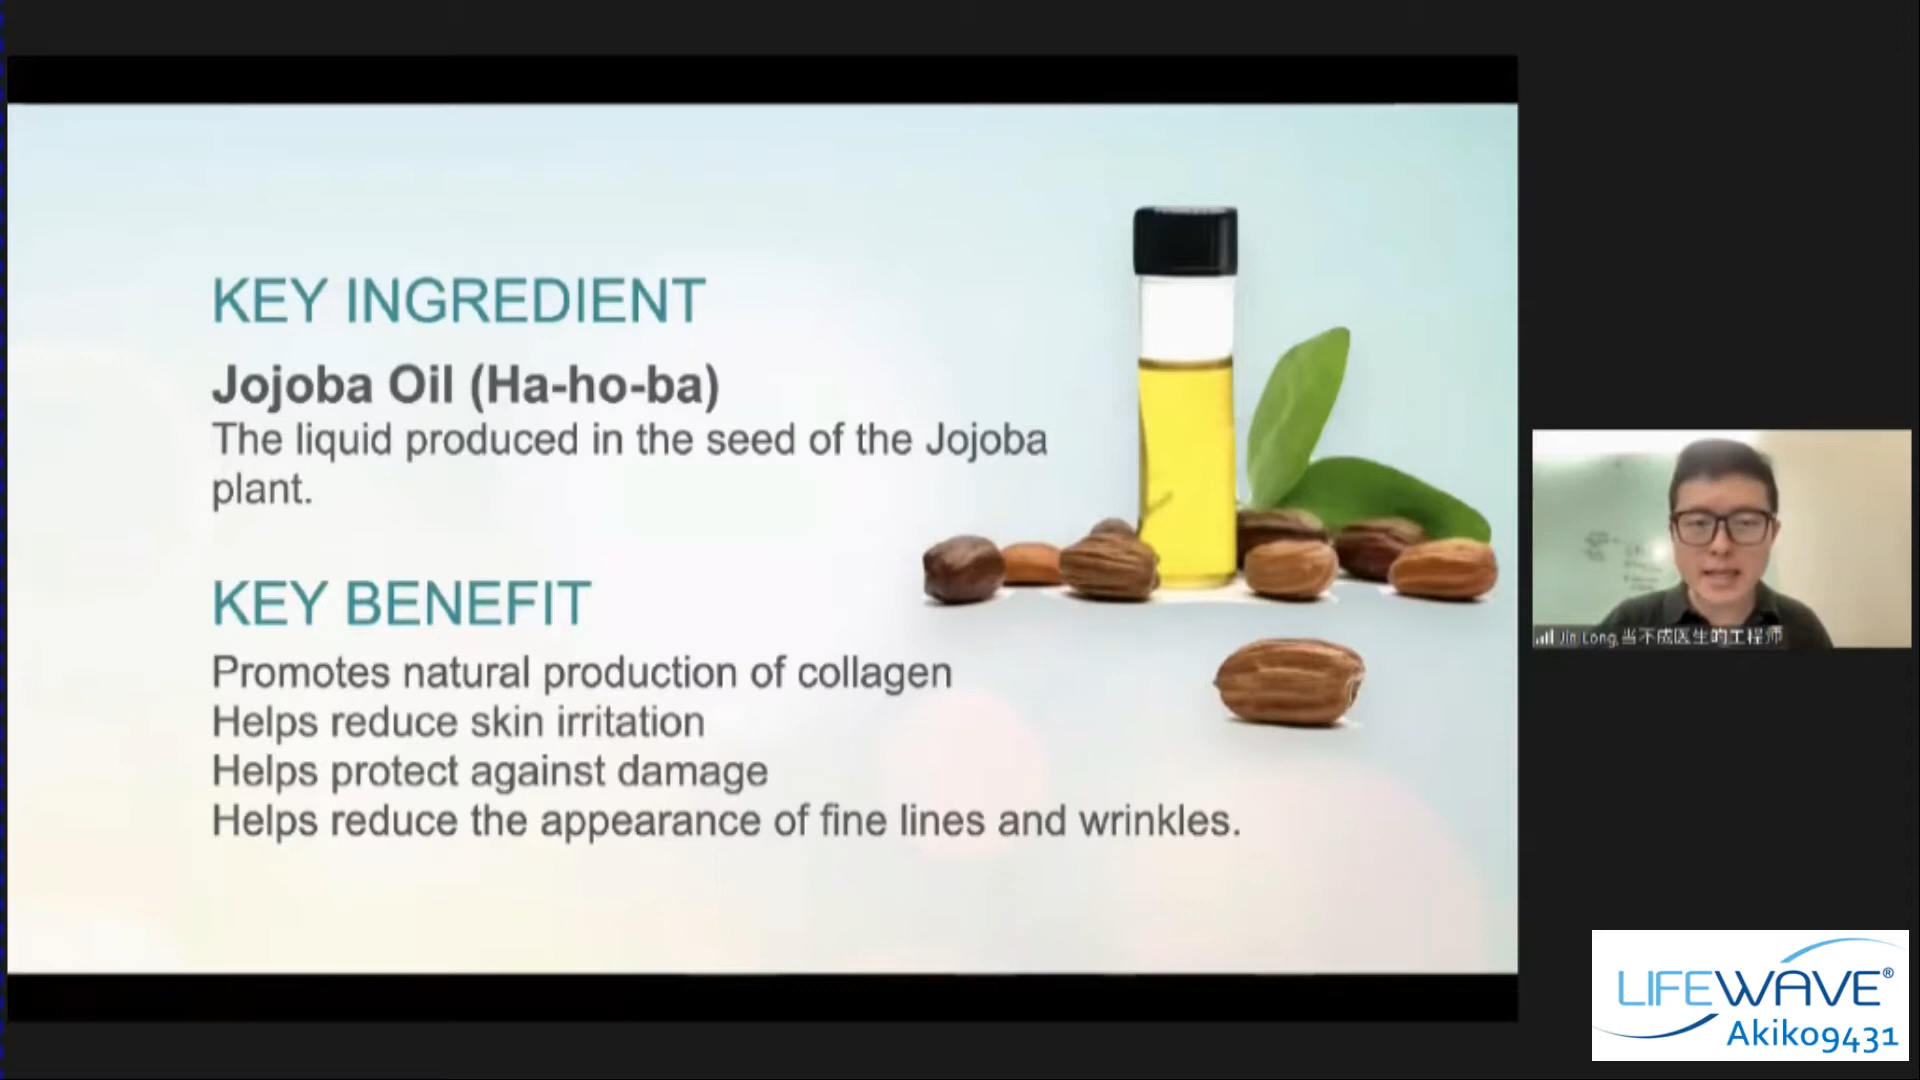 KEY INGREDIENT
Jojoba Oil (Ha-ho-ba)
The liquid produced in the seed of the Jojoba
plant.
KEY BENEFIT
Promotes natural production of collagen
Helps reduce skin irritation
Helps protect against damage
Helps reduce the appearance of fine lines and wrinkles.
Jin Long,当不成医生的工程师
LIFEWAVE®
Akiko9431